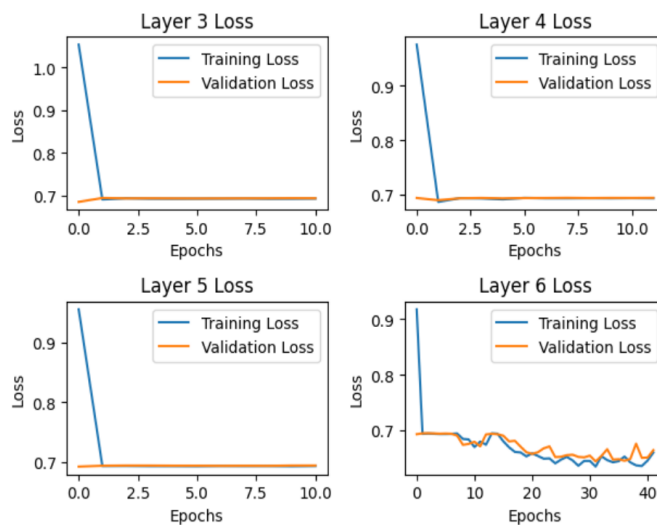 Layer 3 Loss
Training Loss
Validation Loss
Loss
1.0
0.9
0.8
0.7
0.0 2.5 5.0 7.5 10.0
Epochs
Layer 4 Loss
Training Loss
Validation Loss
Loss
0.9
0.8
0.7
0.0 2.5 5.0 7.5 10.0
Epochs
Layer 5 Loss
Training Loss
Validation Loss
Loss
0.9
0.8
0.7
0.0 2.5 5.0 7.5 10.0
Epochs
Layer 6 Loss
Training Loss
Validation Loss
Loss
0.9
0.8
0.7
0 10 20 30 40
Epochs